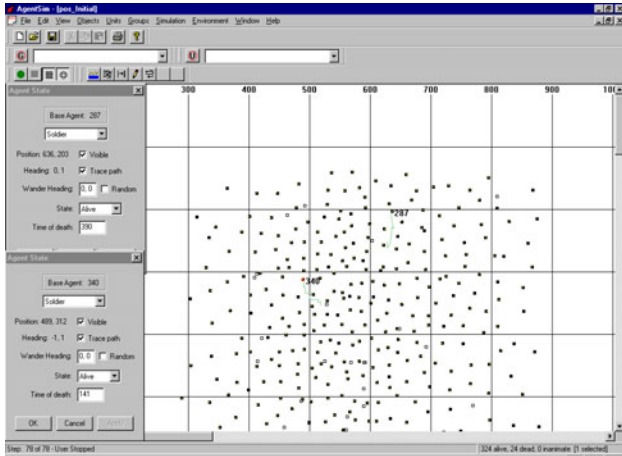 AgentSim - [pos_Initial]
File Edit View Objects Units Groups Simulation Environment Window Help
G U
Agent State
Base Agent: 287
Soldier
Position: 636, 203 Visible
Heading: 0, 1 Trace path
Wander Heading: 0, 0 Random
State: Alive
Time of death: 390
Agent State
Base Agent: 340
Soldier
Position: 489, 312 Visible
Heading: -1, 1 Trace path
Wander Heading: 0, 0 Random
State: Alive
Time of death: 141
OK Cancel Apply
300 400 500 600 700 800 900 100
287
340
Step: 78 of 78 - User Stopped
324 alive, 24 dead, 0 inanimate [1 selected]